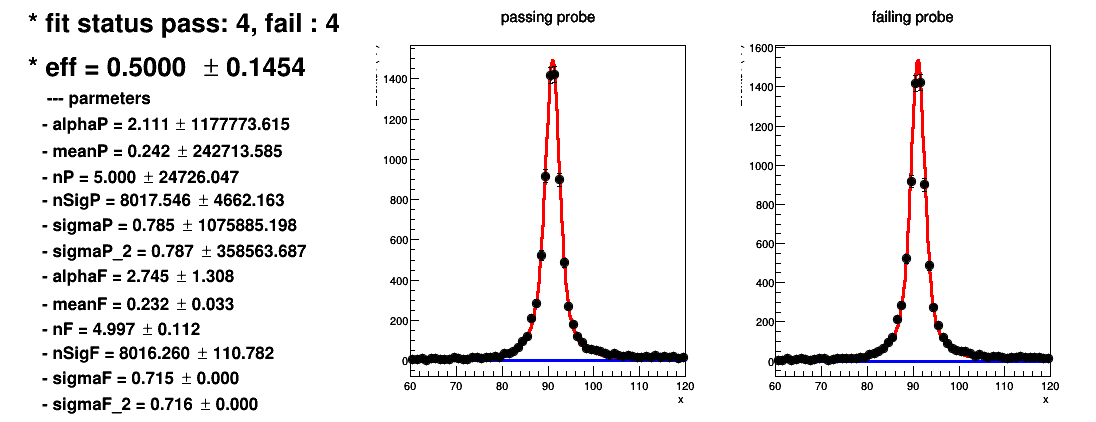 * fit status pass: 4, fail : 4
* eff = 0.5000 ± 0.1454
--- parmeters
- alphaP = 2.111 ± 1177773.615
- meanP = 0.242 ± 242713.585
- nP = 5.000 ± 24726.047
- nSigP = 8017.546 ± 4662.163
- sigmaP = 0.785 ± 1075885.198
- sigmaP_2 = 0.787 ± 358563.687
- alphaF = 2.745 ± 1.308
- meanF = 0.232 ± 0.033
- nF = 4.997 ± 0.112
- nSigF = 8016.260 ± 110.782
- sigmaF = 0.715 ± 0.000
- sigmaF_2 = 0.716 ± 0.000
passing probe
1400
1200
1000
800
600
400
200
0
60 70 80 90 100 110 120
x
failing probe
1600
1400
1200
1000
800
600
400
200
0
60 70 80 90 100 110 120
x